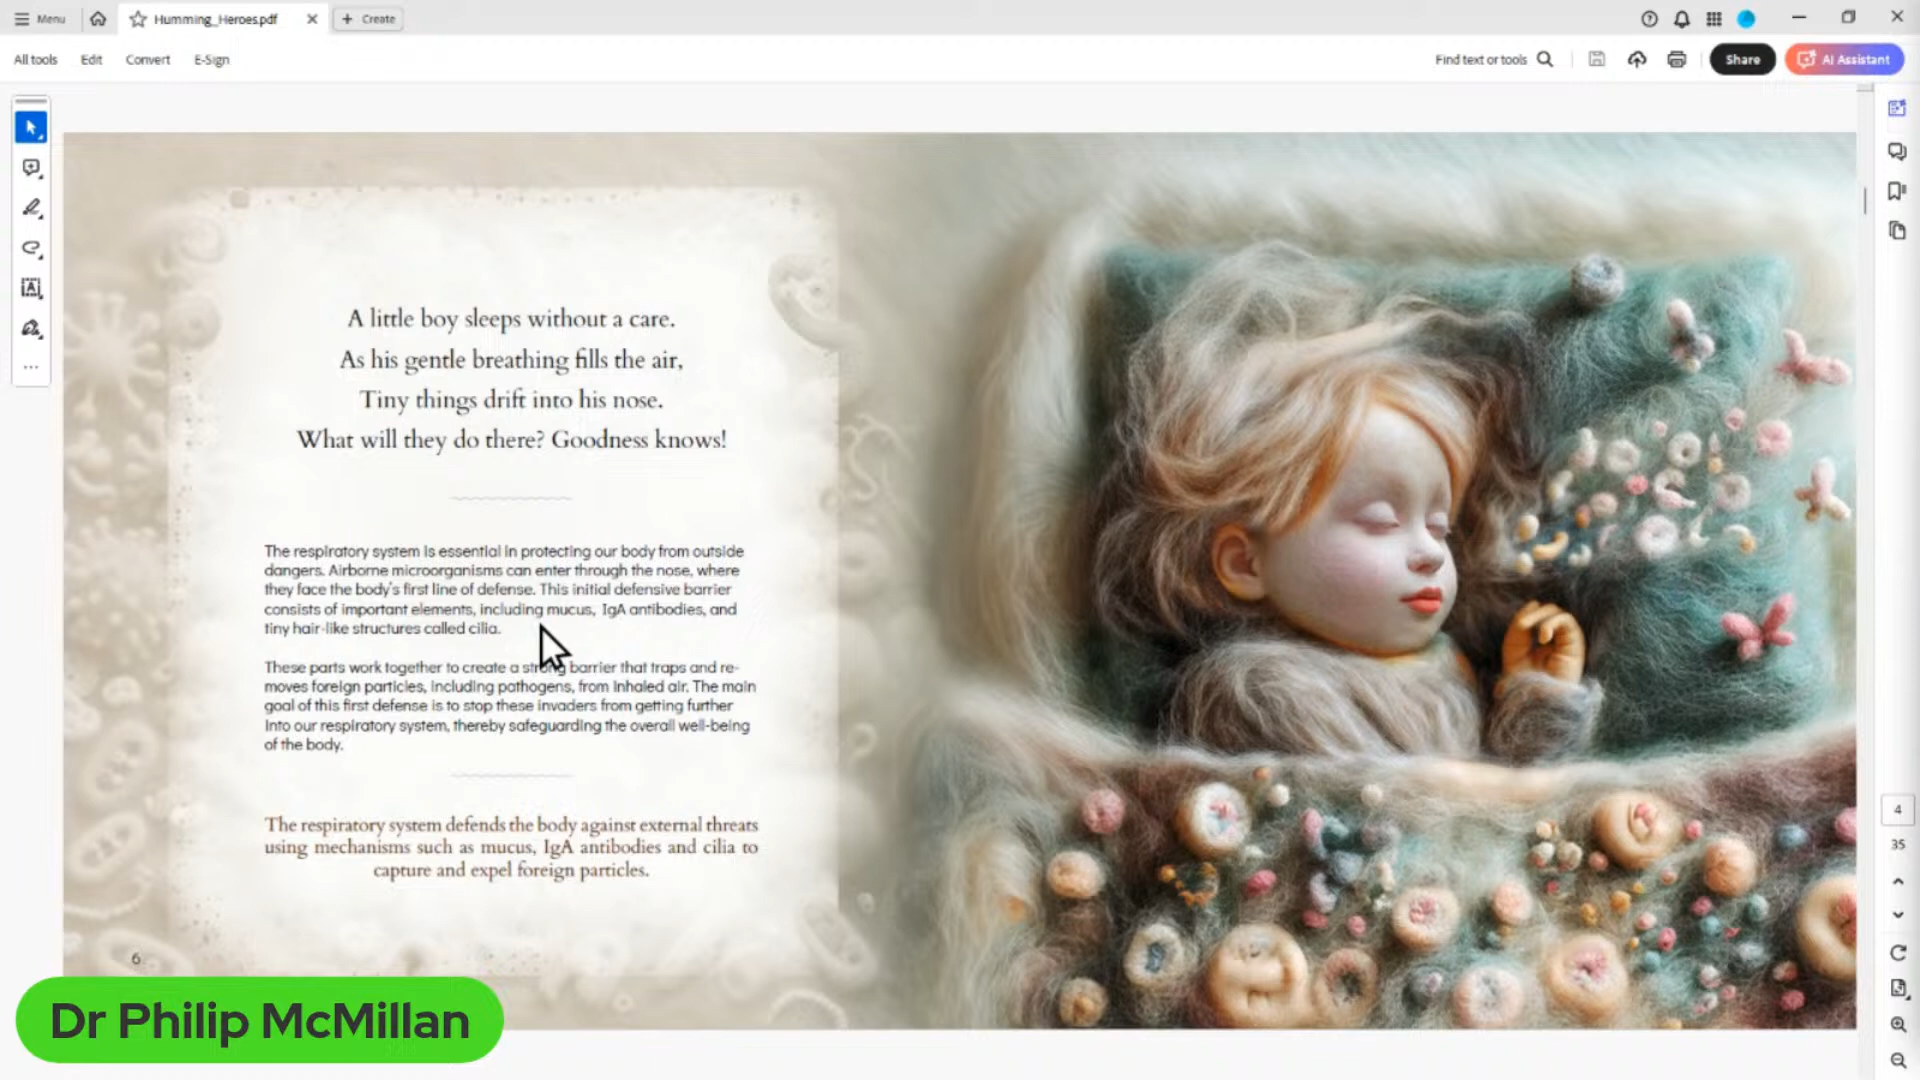 Menu
Humming_Heroes.pdf
Create
All tools
Edit
Convert
E-Sign
Find text or tools
Share
AI Assistant
A little boy sleeps without a care.
As his gentle breathing fills the air,
Tiny things drift into his nose.
What will they do there? Goodness knows!
The respiratory system is essential in protecting our body from outside
dangers. Airborne microorganisms can enter through the nose, where
they face the body's first line of defense. This initial defensive barrier
consists of important elements, including mucus, IgA antibodies, and
tiny hair-like structures called cilia.
These parts work together to create a strong barrier that traps and re-
moves foreign particles, including pathogens, from inhaled air. The main
goal of this first defense is to stop these invaders from getting further
into our respiratory system, thereby safeguarding the overall well-being
of the body.
The respiratory system defends the body against external threats
using mechanisms such as mucus, IgA antibodies and cilia to
capture and expel foreign particles.
6
4
35
Dr Philip McMillan